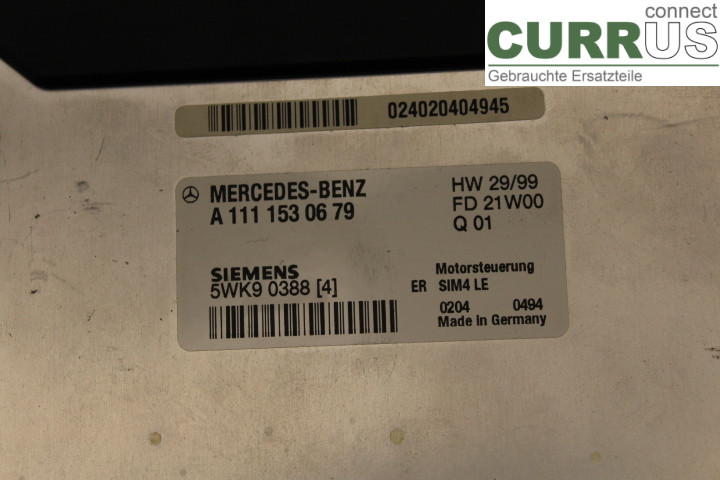 connect
CURRUS
Gebrauchte Ersatzteile
024020404945
MERCEDES-BENZ
A 111 153 06 79
HW 29/99
FD 21W00
Q 01
SIEMENS
5WK9 0388 [4]
Motorsteuerung
ER SIM4 LE
0204 0494
Made in Germany